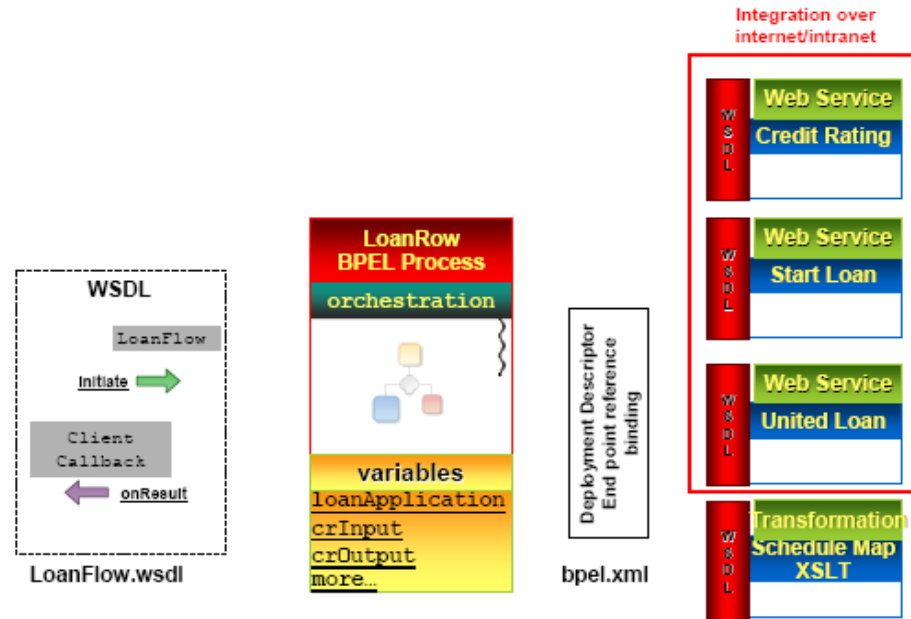 Integration over
internet/intranet
WSDL
Web Service
Credit Rating
WSDL
Web Service
Start Loan
WSDL
Web Service
United Loan
WSDL
Transformation
Schedule Map
XSLT
LoanRow
BPEL Process
orchestration
variables
loanApplication
crInput
crOutput
more…
WSDL
LoanFlow
Initiate
Client
Callback
onResult
LoanFlow.wsdl
Deployment Descriptor
End point reference
binding
bpel.xml